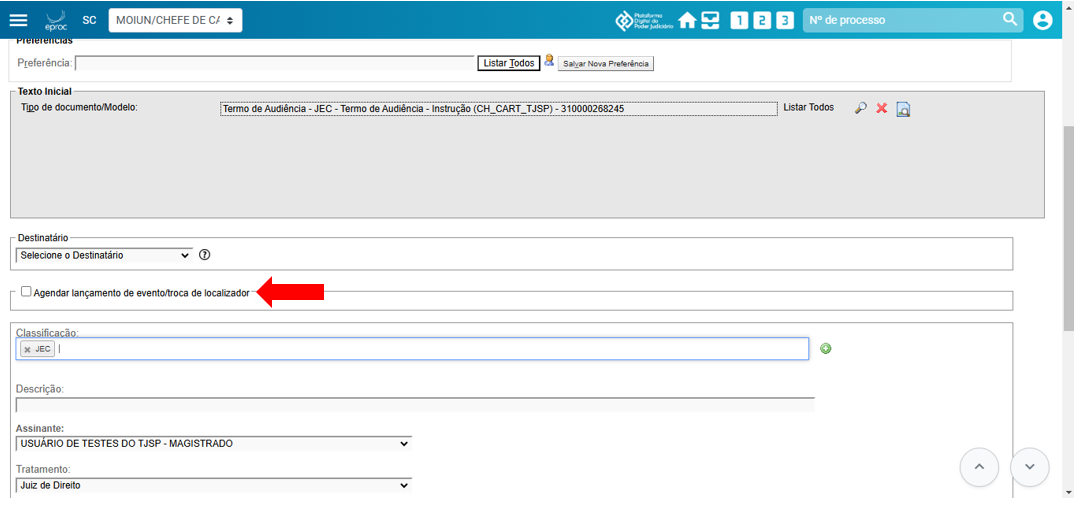 eproc
SC
MOIUN/CHEFE DE CA
Plataforma
Digital do
Poder Judiciário
1 2 3
Nº de processo
Preferências
Preferência:
Listar Todos
Salvar Nova Preferência
Texto Inicial
Tipo de documento/Modelo:
Termo de Audiência - JEC - Termo de Audiência - Instrução (CH_CART_TJSP) - 310000268245
Listar Todos
Destinatário
Selecione o Destinatário
?
Agendar lançamento de evento/troca de localizador
Classificação:
JEC
Descrição:
Assinante:
USUÁRIO DE TESTES DO TJSP - MAGISTRADO
Tratamento:
Juiz de Direito